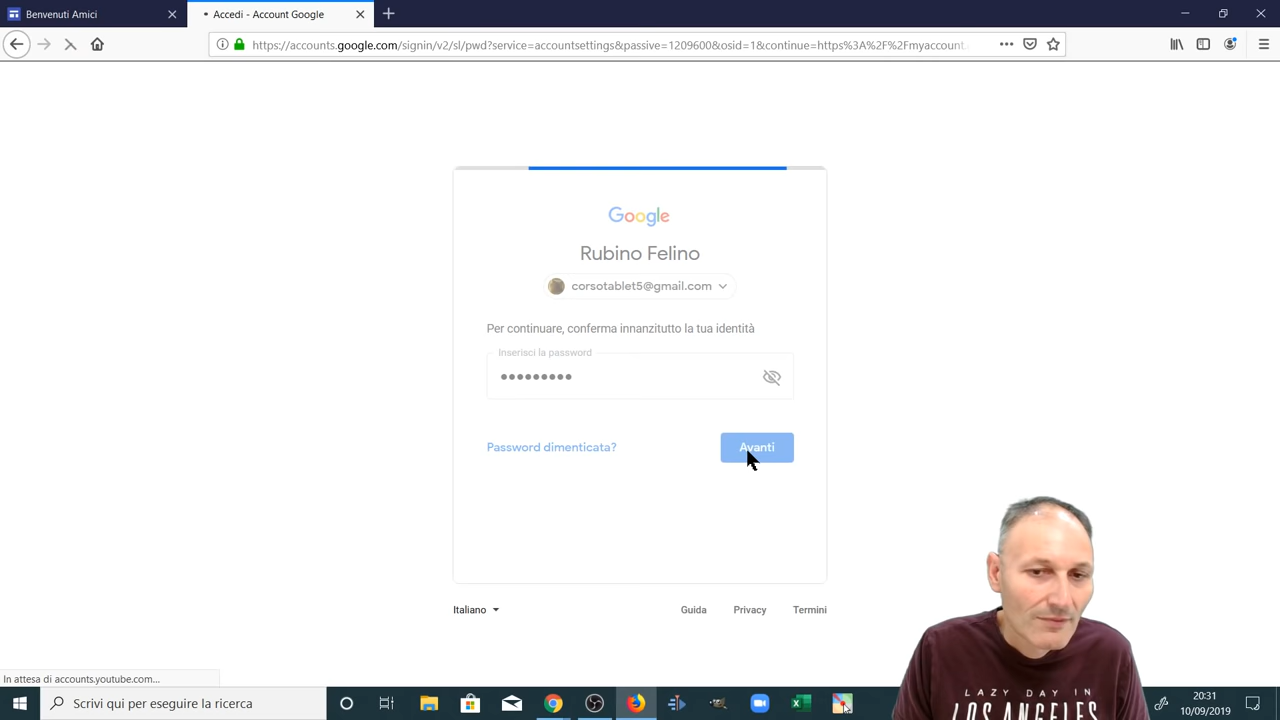 Benvenuti Amici
Accedi - Account Google
https://accounts.google.com/signin/v2/sl/pwd?service=accountsettings&passive=1209600&osid=1&continue=https%3A%2F%2Fmyaccount.
Google
Rubino Felino
corsotablet5@gmail.com
Per continuare, conferma innanzitutto la tua identità
Inserisci la password
•••••••••
Password dimenticata?
Avanti
Italiano
Guida
Privacy
Termini
In attesa di accounts.youtube.com...
LAZY DAY IN
LOS ANGELES
Scrivi qui per eseguire la ricerca
20:31
10/09/2019